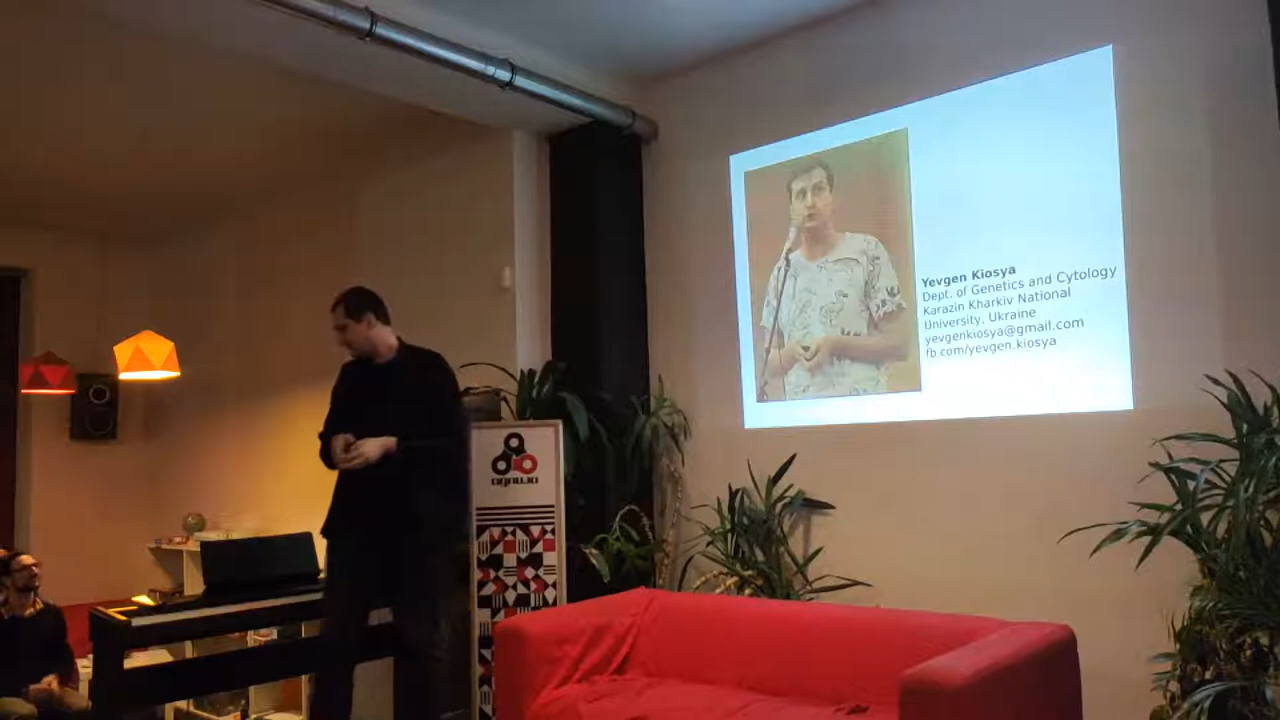 Yevgen Kiosya
Dept. of Genetics and Cytology
Karazin Kharkiv National
University, Ukraine
yevgenkiosya@gmail.com
fb.com/yevgen.kiosya